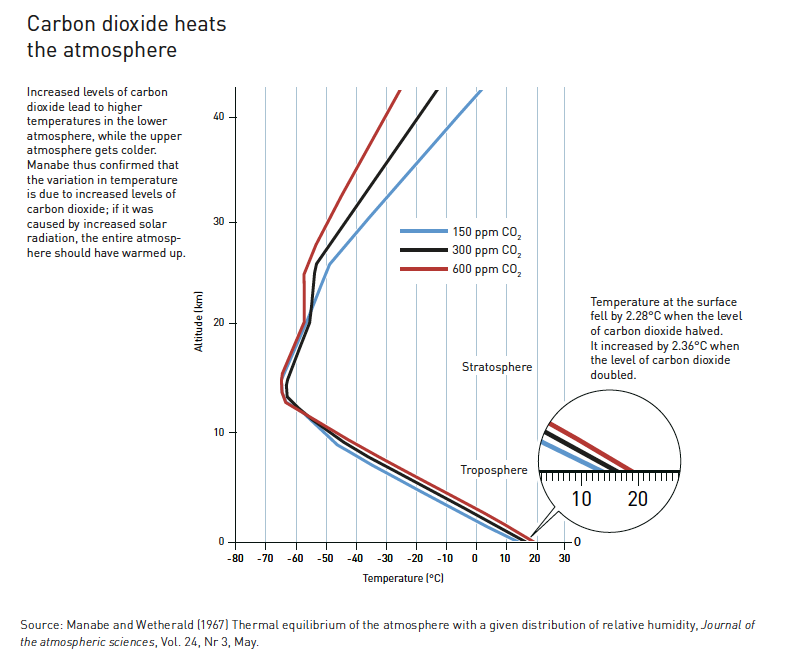 Carbon dioxide heats
the atmosphere
Increased levels of carbon
dioxide lead to higher
temperatures in the lower
atmosphere, while the upper
atmosphere gets colder.
Manabe thus confirmed that
the variation in temperature
is due to increased levels of
carbon dioxide; if it was
caused by increased solar
radiation, the entire atmosp-
here should have warmed up.
Altitude (km)
40
30
20
10
0
150 ppm CO₂
300 ppm CO₂
600 ppm CO₂
Stratosphere
Troposphere
Temperature at the surface
fell by 2.28°C when the level
of carbon dioxide halved.
It increased by 2.36°C when
the level of carbon dioxide
doubled.
10 20
0
-80 -70 -60 -50 -40 -30 -20 -10 0 10 20 30
Temperature (°C)
Source: Manabe and Wetherald (1967) Thermal equilibrium of the atmosphere with a given distribution of relative humidity, Journal of
the atmospheric sciences, Vol. 24, Nr 3, May.